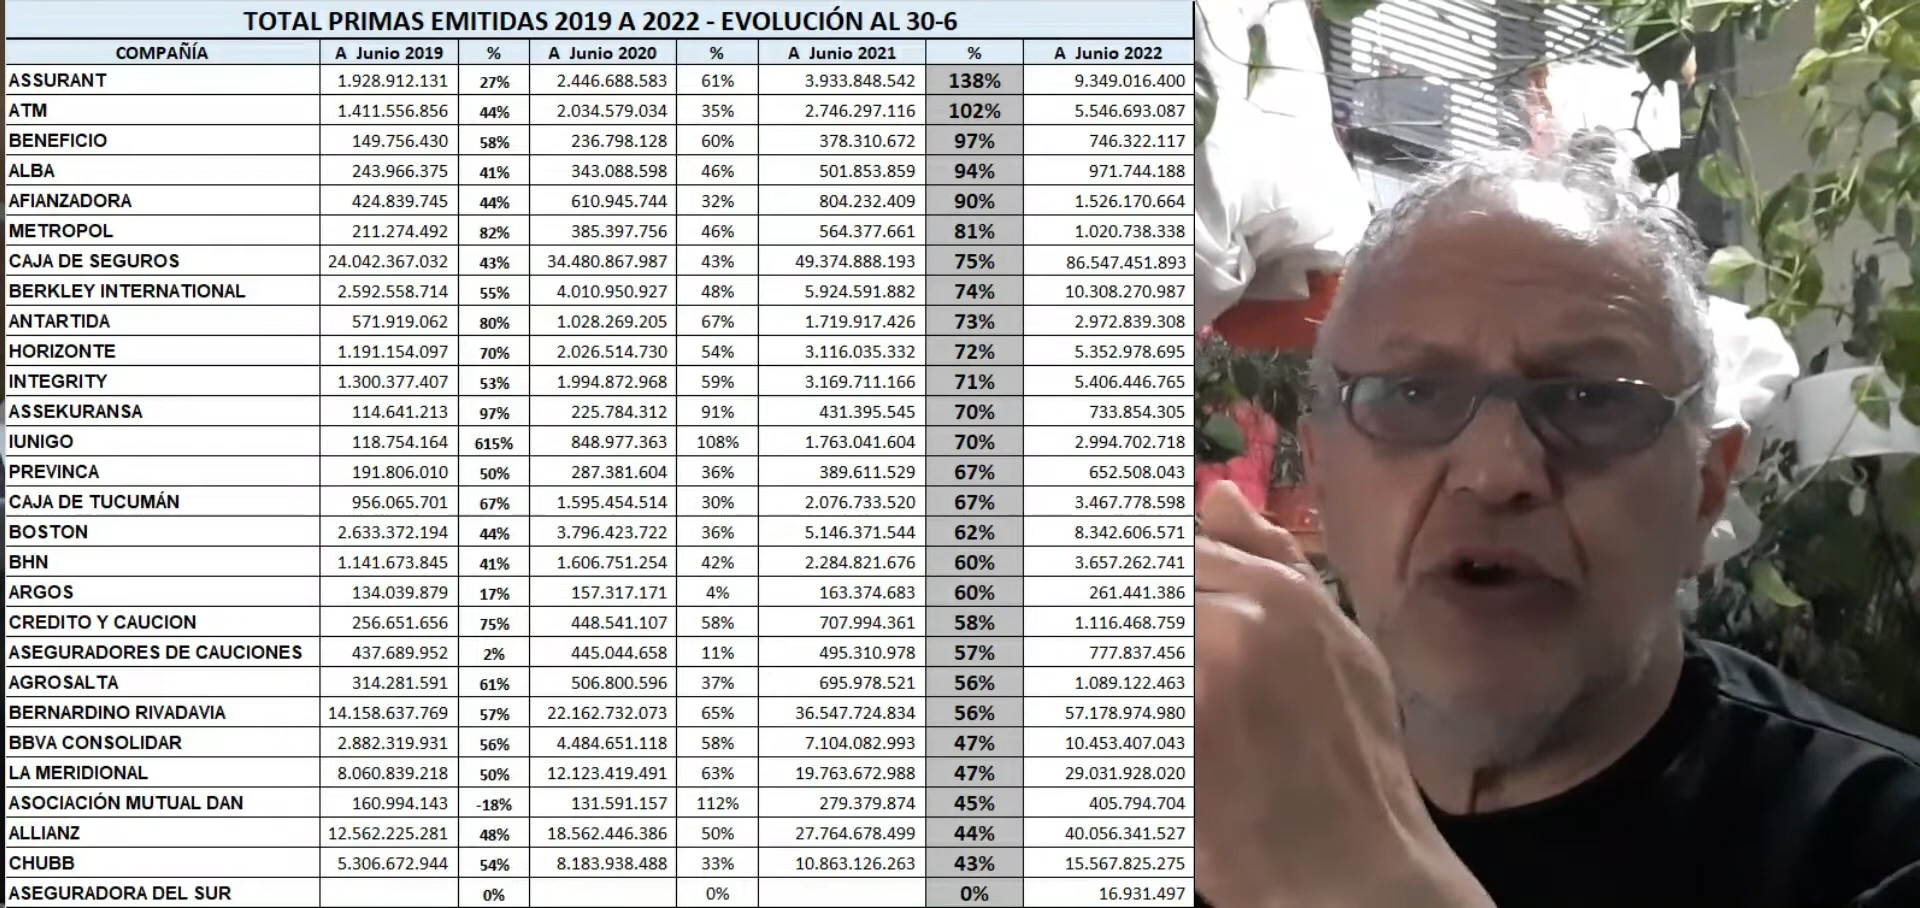 TOTAL PRIMAS EMITIDAS 2019 A 2022 - EVOLUCIÓN AL 30-6
COMPAÑÍA A Junio 2019 % A Junio 2020 % A Junio 2021 % A Junio 2022
ASSURANT 1.928.912.131 27% 2.446.688.583 61% 3.933.848.542 138% 9.349.016.400
ATM 1.411.556.856 44% 2.034.579.034 35% 2.746.297.116 102% 5.546.693.087
BENEFICIO 149.756.430 58% 236.798.128 60% 378.310.672 97% 746.322.117
ALBA 243.966.375 41% 343.088.598 46% 501.853.859 94% 971.744.188
AFIANZADORA 424.839.745 44% 610.945.744 32% 804.232.409 90% 1.526.170.664
METROPOL 211.274.492 82% 385.397.756 46% 564.377.661 81% 1.020.738.338
CAJA DE SEGUROS 24.042.367.032 43% 34.480.867.987 43% 49.374.888.193 75% 86.547.451.893
BERKLEY INTERNATIONAL 2.592.558.714 55% 4.010.950.927 48% 5.924.591.882 74% 10.308.270.987
ANTARTIDA 571.919.062 80% 1.028.269.205 67% 1.719.917.426 73% 2.972.839.308
HORIZONTE 1.191.154.097 70% 2.026.514.730 54% 3.116.035.332 72% 5.352.978.695
INTEGRITY 1.300.377.407 53% 1.994.872.968 59% 3.169.711.166 71% 5.406.446.765
ASSEKURANSA 114.641.213 97% 225.784.312 91% 431.395.545 70% 733.854.305
IUNIGO 118.754.164 615% 848.977.363 108% 1.763.041.604 70% 2.994.702.718
PREVINCA 191.806.010 50% 287.381.604 36% 389.611.529 67% 652.508.043
CAJA DE TUCUMÁN 956.065.701 67% 1.595.454.514 30% 2.076.733.520 67% 3.467.778.598
BOSTON 2.633.372.194 44% 3.796.423.722 36% 5.146.371.544 62% 8.342.606.571
BHN 1.141.673.845 41% 1.606.751.254 42% 2.284.821.676 60% 3.657.262.741
ARGOS 134.039.879 17% 157.317.171 4% 163.374.683 60% 261.441.386
CREDITO Y CAUCION 256.651.656 75% 448.541.107 58% 707.994.361 58% 1.116.468.759
ASEGURADORES DE CAUCIONES 437.689.952 2% 445.044.658 11% 495.310.978 57% 777.837.456
AGROSALTA 314.281.591 61% 506.800.596 37% 695.978.521 56% 1.089.122.463
BERNARDINO RIVADAVIA 14.158.637.769 57% 22.162.732.073 65% 36.547.724.834 56% 57.178.974.980
BBVA CONSOLIDAR 2.882.319.931 56% 4.484.651.118 58% 7.104.082.993 47% 10.453.407.043
LA MERIDIONAL 8.060.839.218 50% 12.123.419.491 63% 19.763.672.988 47% 29.031.928.020
ASOCIACIÓN MUTUAL DAN 160.994.143 -18% 131.591.157 112% 279.379.874 45% 405.794.704
ALLIANZ 12.562.225.281 48% 18.562.446.386 50% 27.764.678.499 44% 40.056.341.527
CHUBB 5.306.672.944 54% 8.183.938.488 33% 10.863.126.263 43% 15.567.825.275
ASEGURADORA DEL SUR 0% 0% 0% 16.931.497